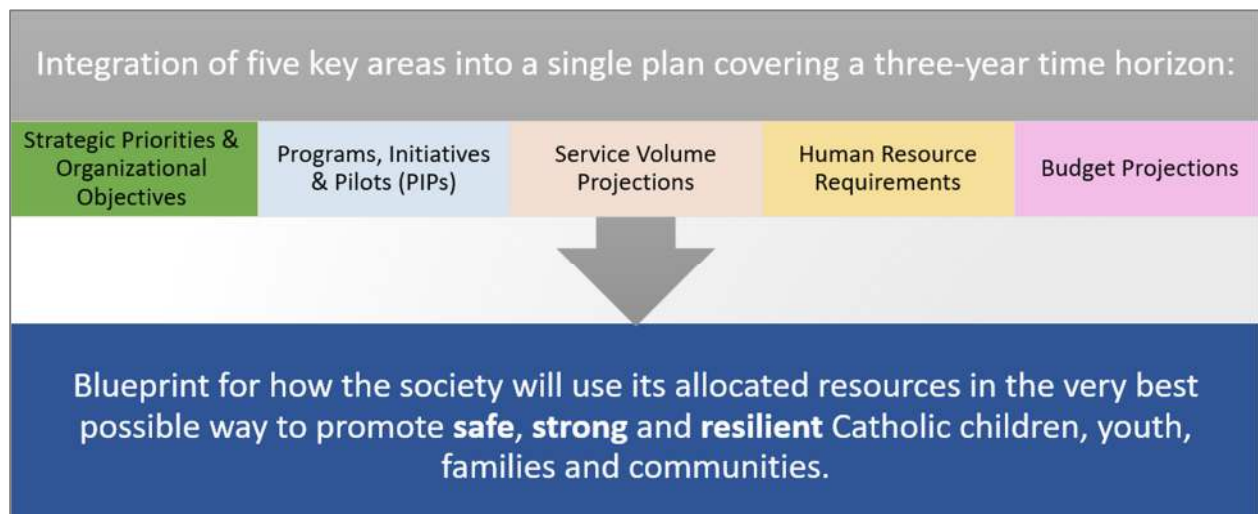 Integration of five key areas into a single plan covering a three-year time horizon:
Strategic Priorities &
Organizational
Objectives
Programs, Initiatives
& Pilots (PIPs)
Service Volume
Projections
Human Resource
Requirements
Budget Projections
Blueprint for how the society will use its allocated resources in the very best
possible way to promote safe, strong and resilient Catholic children, youth,
families and communities.